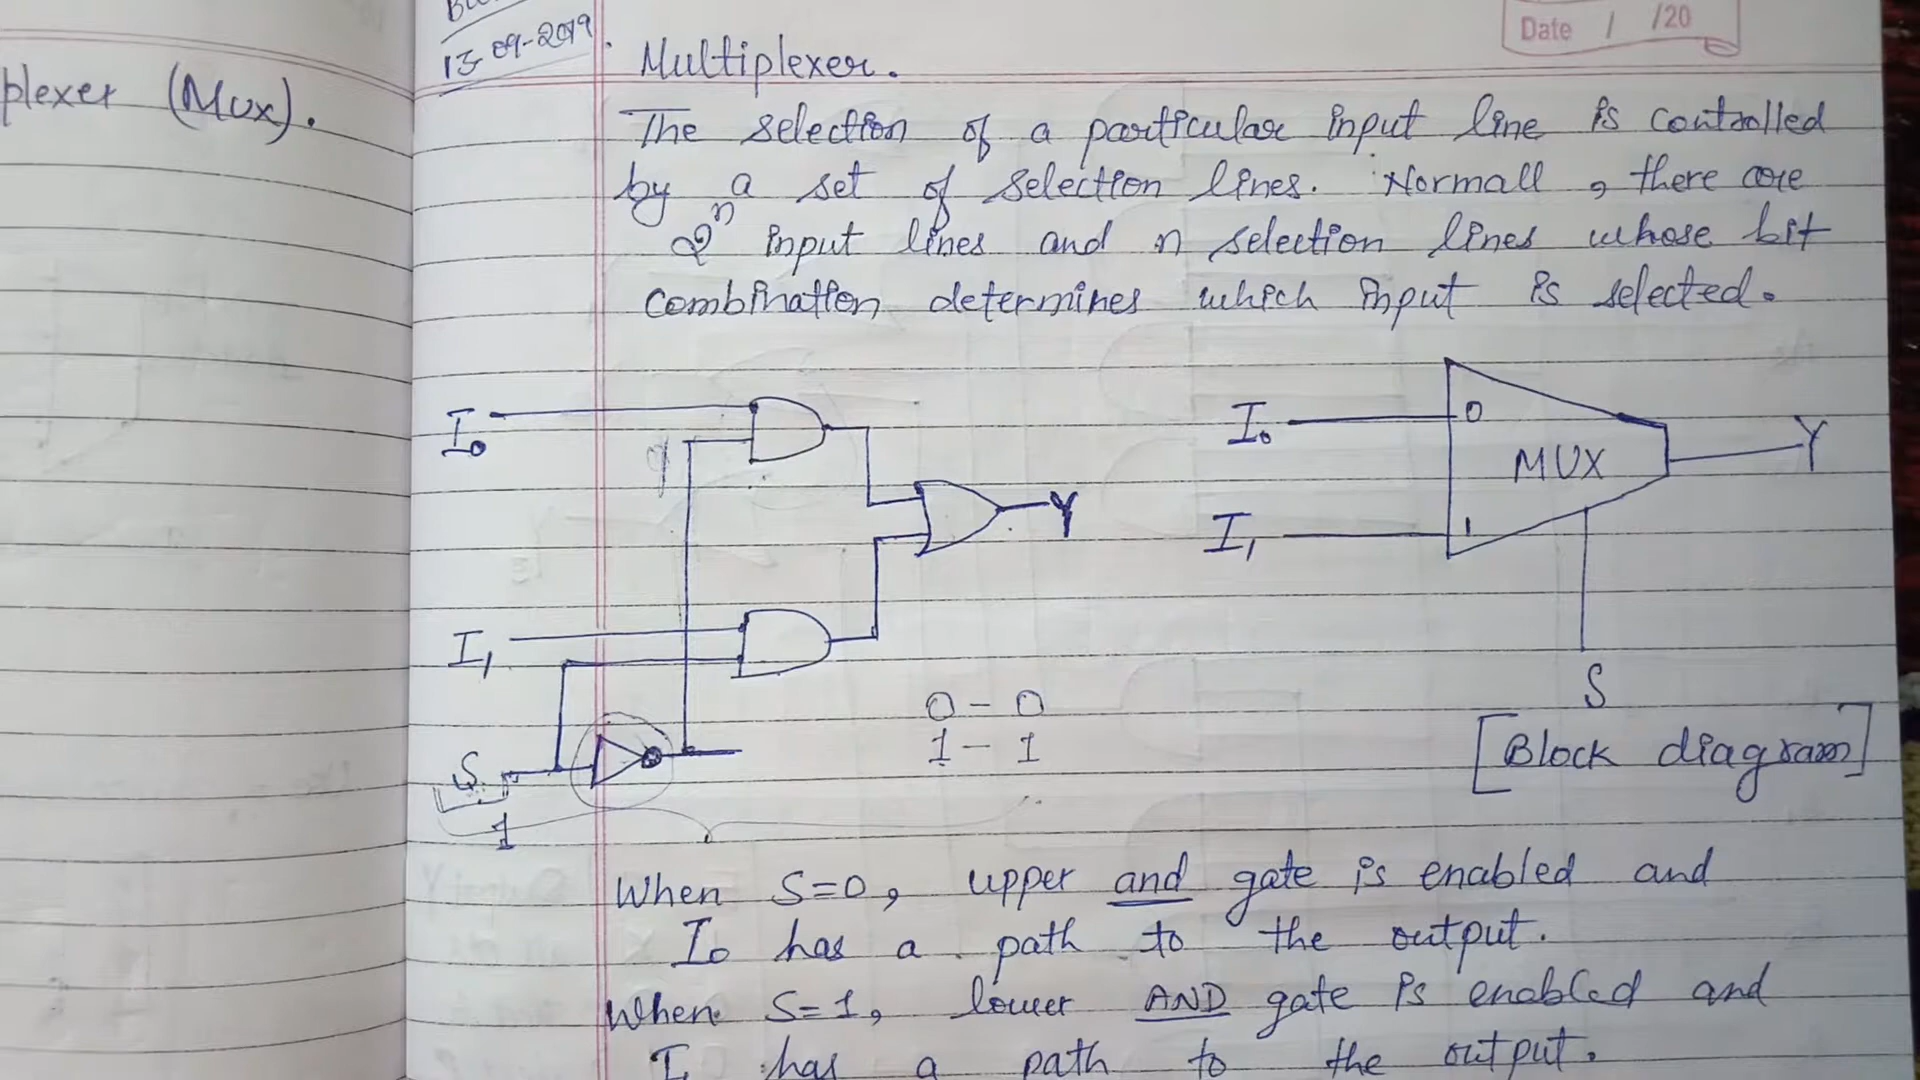 plexer (Mux).
13-09-2019
Date / /20
Multiplexer.
The selection of a particular input line is controlled
by a set of selection lines. Normall , there are
2ⁿ input lines and n selection lines whose bit
combination determines which input is selected.
I₀
Y
I₁
S
1
0 - 0
1 - 1
I₀ 0
MUX Y
I₁ 1
S
[Block diagram]
When S=0, upper and gate is enabled and
I₀ has a path to the output.
When S=1, lower AND gate is enabled and
I has a path to the output.